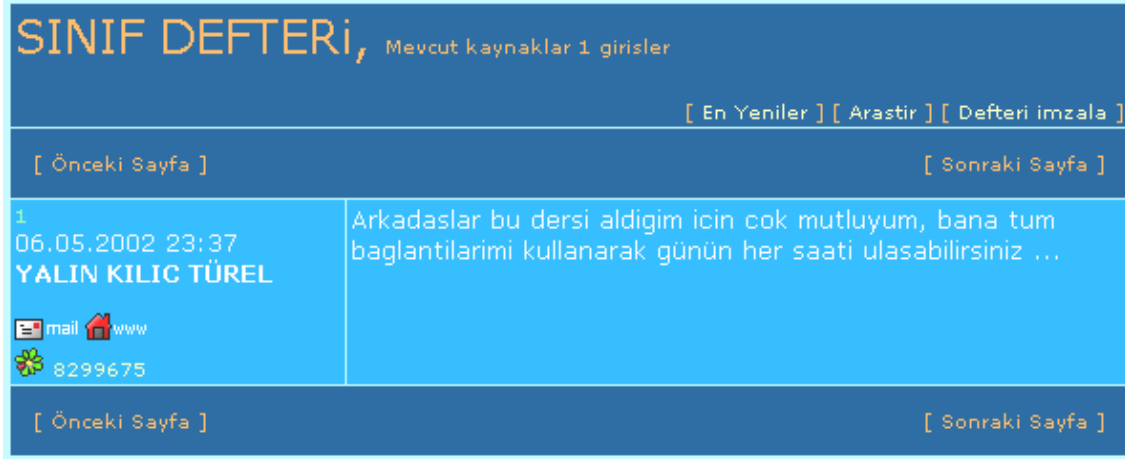 SINIF DEFTERi, Mevcut kaynaklar 1 girisler
[ En Yeniler ] [ Arastir ] [ Defteri imzala ]
[ Önceki Sayfa ] [ Sonraki Sayfa ]
1
06.05.2002 23:37
YALIN KILIC TÜREL
mail www
8299675
Arkadaslar bu dersi aldigim icin cok mutluyum, bana tum
baglantilarimi kullanarak günün her saati ulasabilirsiniz ...
[ Önceki Sayfa ] [ Sonraki Sayfa ]